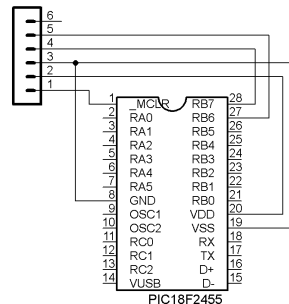 6
5
4
3
2
1
1 _MCLR RB7 28
2 RA0 RB6 27
3 RA1 RB5 26
4 RA2 RB4 25
5 RA3 RB3 24
6 RA4 RB2 23
7 RA5 RB1 22
8 GND RB0 21
9 OSC1 VDD 20
10 OSC2 VSS 19
11 RC0 RX 18
12 RC1 TX 17
13 RC2 D+ 16
14 VUSB D- 15
PIC18F2455